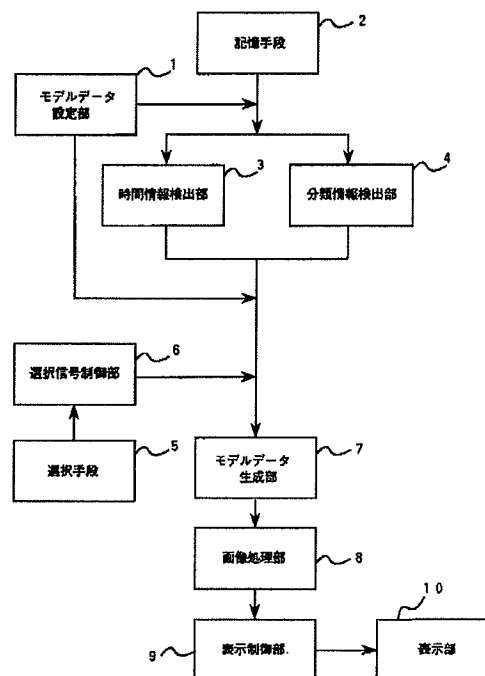 2
記憶手段
1
モデルデータ
設定部
3
時間情報検出部
4
分類情報検出部
6
選択信号制御部
5
選択手段
7
モデルデータ
生成部
8
画像処理部
9
表示制御部.
10
表示部